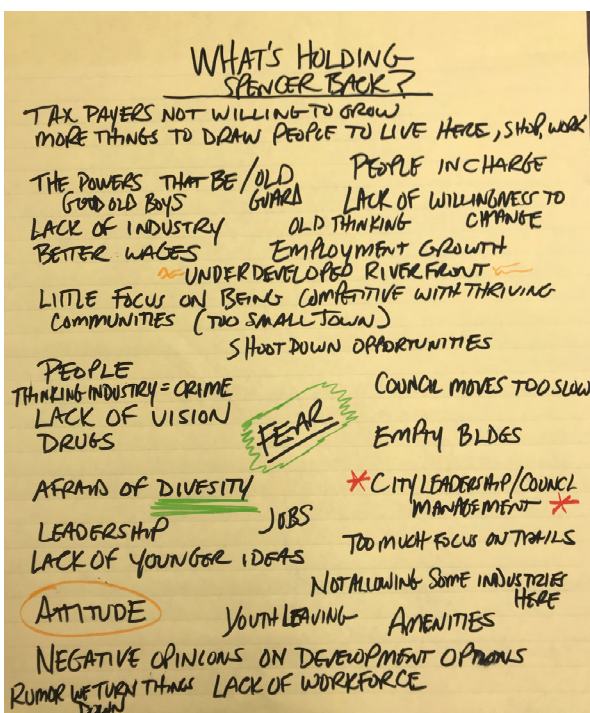 WHAT'S HOLDING
SPENCER BACK?
TAX PAYERS NOT WILLING TO GROW
MORE THINGS TO DRAW PEOPLE TO LIVE HERE, SHOP, WORK
PEOPLE IN CHARGE
THE POWERS THAT BE/OLD GUARD
GOOD OLD BOYS
LACK OF WILLINGNESS TO CHANGE
LACK OF INDUSTRY
OLD THINKING
BETTER WAGES
EMPLOYMENT GROWTH
UNDERDEVELOPED RIVERFRONT
LITTLE FOCUS ON BEING COMPETITIVE WITH THRIVING
COMMUNITIES (TOO SMALL TOWN)
SHOOT DOWN OPPORTUNITIES
PEOPLE
THINKING INDUSTRY = CRIME
COUNCIL MOVES TOO SLOW
LACK OF VISION
DRUGS
FEAR
EMPTY BLDGS
AFRAID OF DIVESITY
CITY LEADERSHIP/COUNCL
MANAGEMENT
LEADERSHIP
JOBS
TOO MUCH FOCUS ON TRAILS
LACK OF YOUNGER IDEAS
NOT ALLOWING SOME INDUSTRIES
HERE
ATTITUDE
YOUTH LEAVING
AMENITIES
NEGATIVE OPINIONS ON DEVELOPMENT OPTIONS
RUMOR WE TURN THINGS
DOWN
LACK OF WORKFORCE